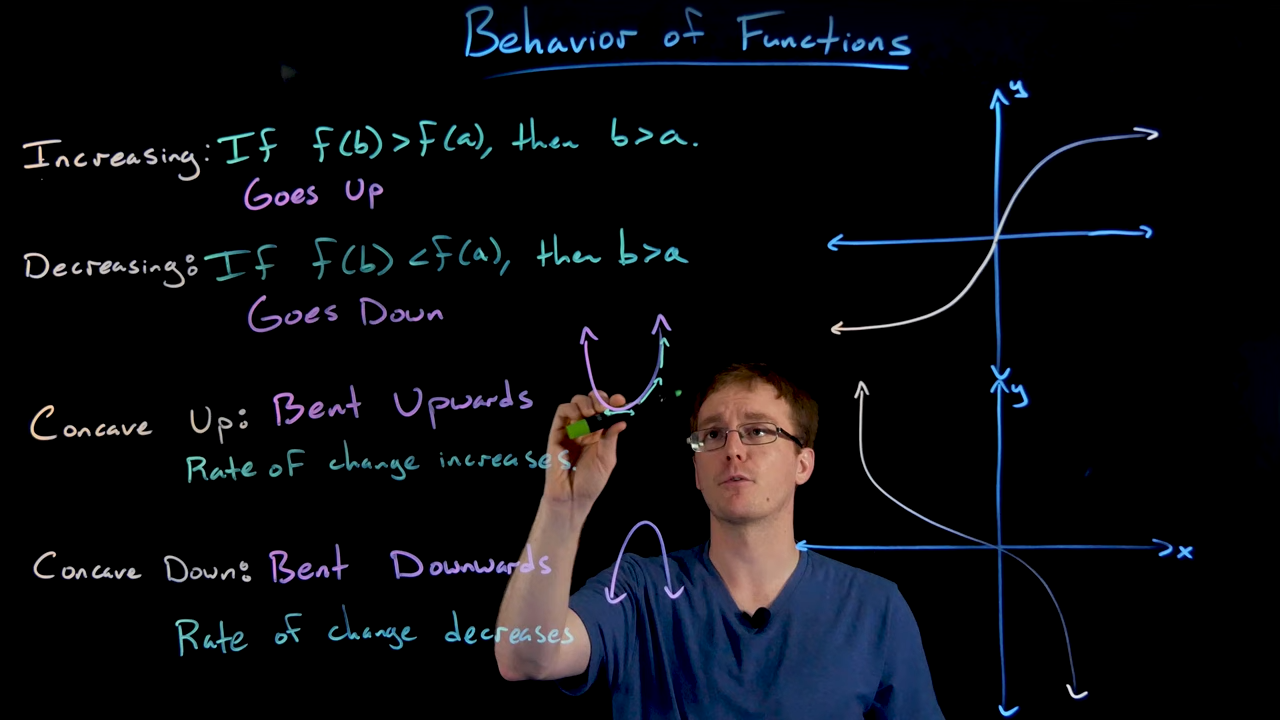 Behavior of Functions
Increasing: If f(b)>f(a), then b>a.
Goes Up
Decreasing: If f(b)<f(a), then b>a
Goes Down
Concave Up: Bent Upwards
Rate of change increases.
Concave Down: Bent Downwards
Rate of change decreases
y
y
x